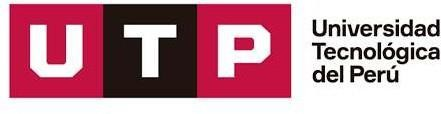 UTP
Universidad
Tecnológica
del Perú